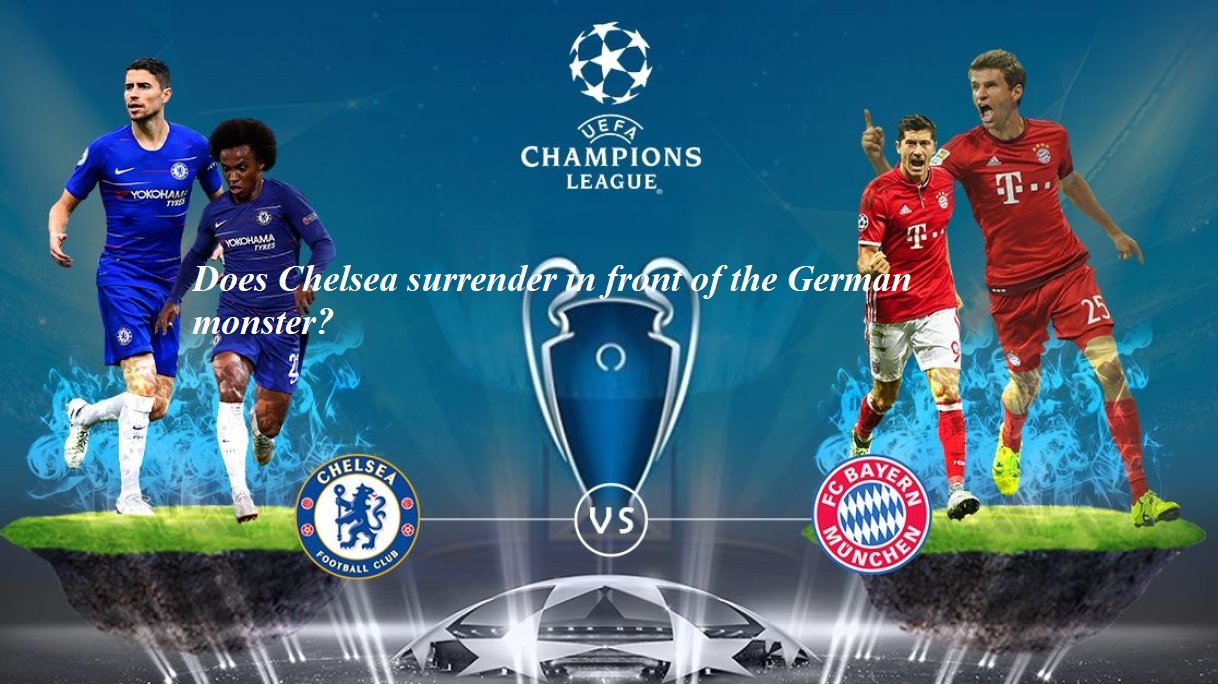 UEFA
CHAMPIONS
LEAGUE
YOKOHAMA
TYRES
YOKOHAMA
TYRES
T
T
Does Chelsea surrender in front of the German
monster?
25
9
CHELSEA
FOOTBALL CLUB
VS
FC BAYERN
MÜNCHEN